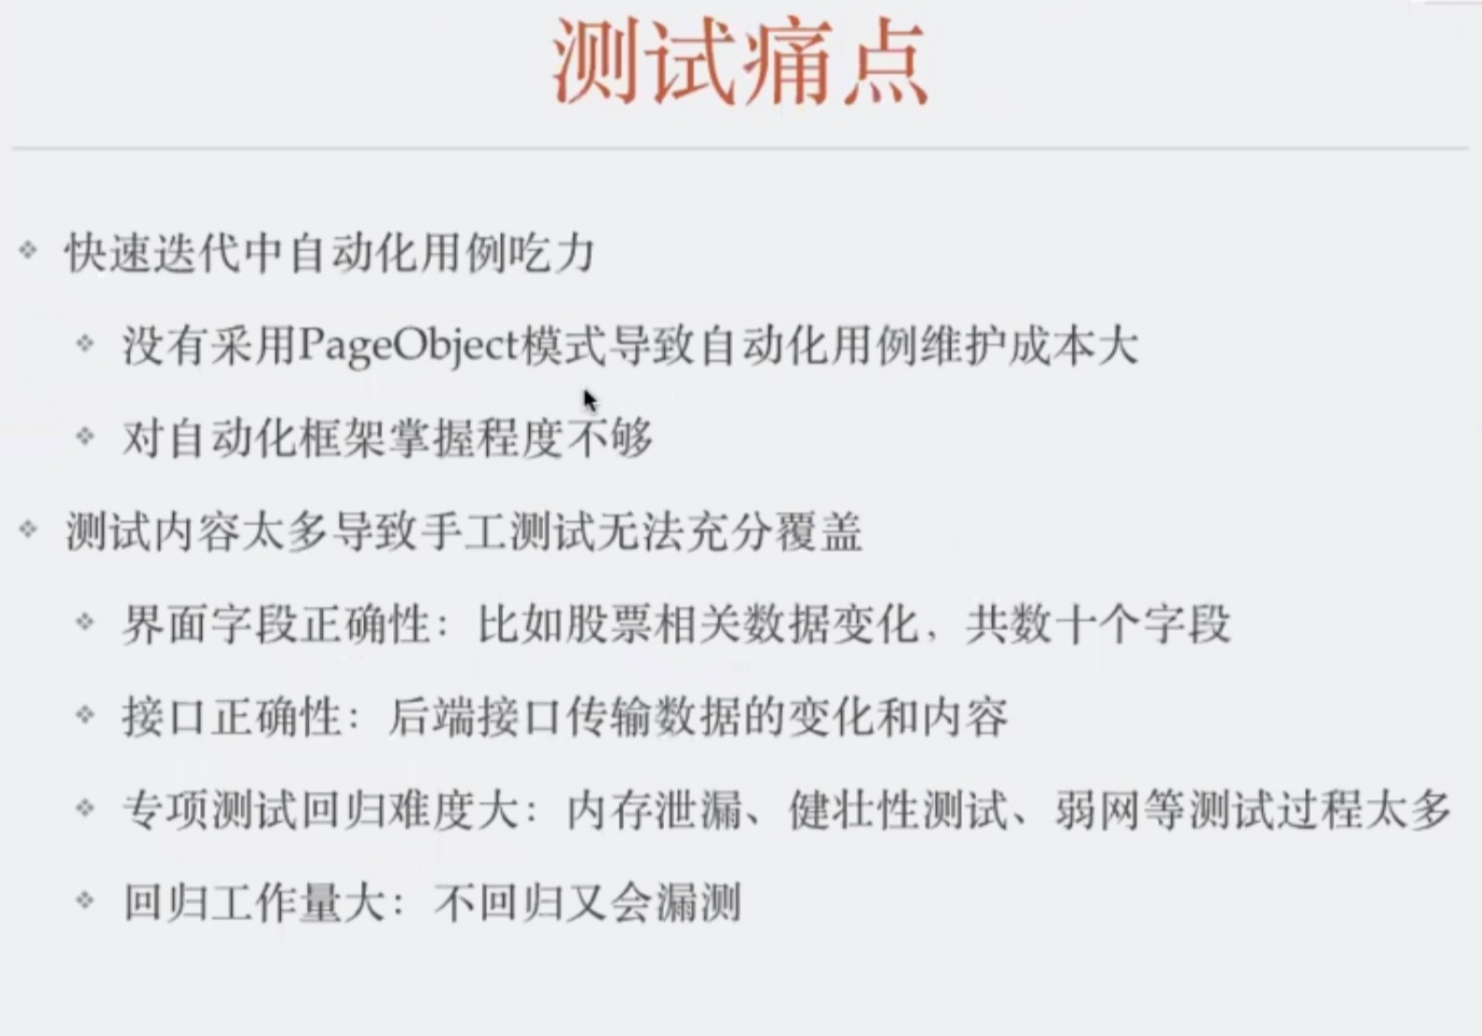 测试痛点
快速迭代中自动化用例吃力
没有采用PageObject模式导致自动化用例维护成本大
对自动化框架掌握程度不够
测试内容太多导致手工测试无法充分覆盖
界面字段正确性：比如股票相关数据变化，共数十个字段
接口正确性：后端接口传输数据的变化和内容
专项测试回归难度大：内存泄漏、健壮性测试、弱网等测试过程太多
回归工作量大：不回归又会漏测